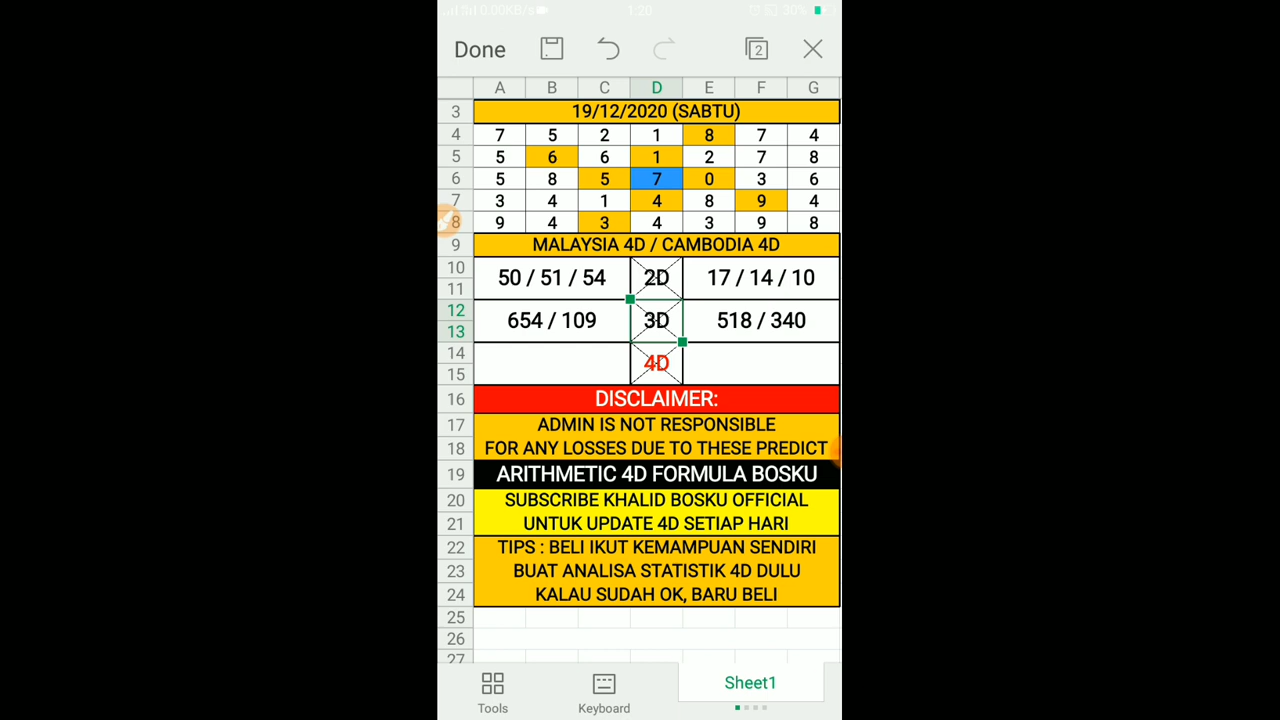 0.00KB/s 1:20 36%
Done 2
A B C D E F G
3 19/12/2020 (SABTU)
4 7 5 2 1 8 7 4
5 5 6 6 1 2 7 8
6 5 8 5 7 0 3 6
7 3 4 1 4 8 9 4
8 9 4 3 4 3 9 8
9 MALAYSIA 4D / CAMBODIA 4D
10
50 / 51 / 54 2D 17 / 14 / 10
11
12
654 / 109 3D 518 / 340
13
14
4D
15
16 DISCLAIMER:
17 ADMIN IS NOT RESPONSIBLE
18 FOR ANY LOSSES DUE TO THESE PREDICT
19 ARITHMETIC 4D FORMULA BOSKU
20 SUBSCRIBE KHALID BOSKU OFFICIAL
21 UNTUK UPDATE 4D SETIAP HARI
22 TIPS : BELI IKUT KEMAMPUAN SENDIRI
23 BUAT ANALISA STATISTIK 4D DULU
24 KALAU SUDAH OK, BARU BELI
25
26
27
Sheet1
Tools Keyboard